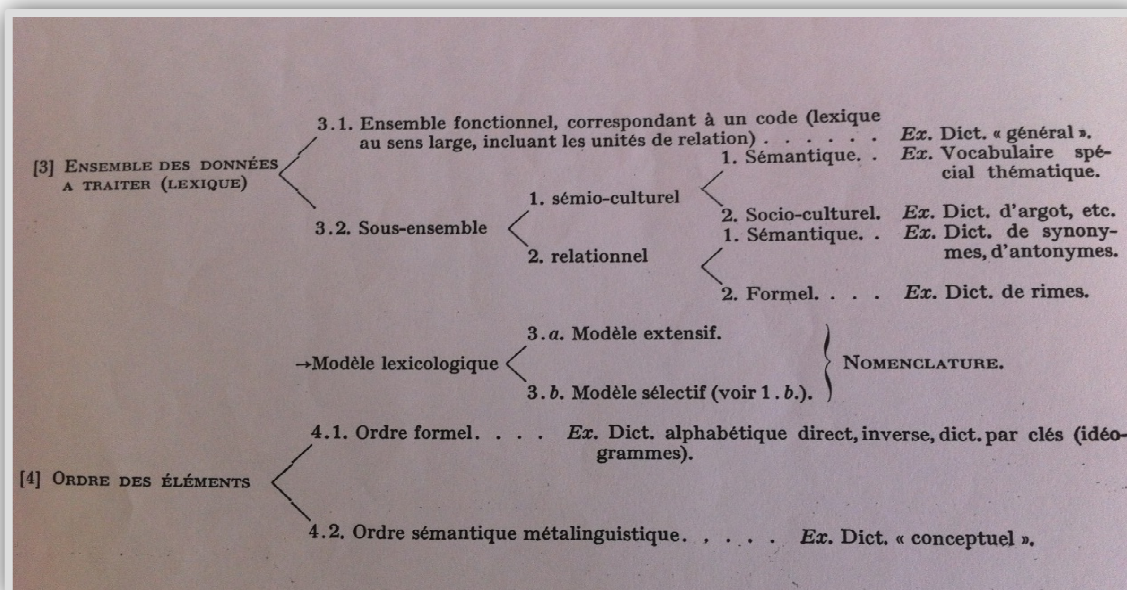 3.1. Ensemble fonctionnel, correspondant à un code (lexique
au sens large, incluant les unités de relation) . . . . . . Ex. Dict. « général ».
[3] ENSEMBLE DES DONNÉES
A TRAITER (LEXIQUE)
1. Sémantique. . Ex. Vocabulaire spé-
cial thématique.
1. sémio-culturel
2. Socio-culturel. Ex. Dict. d'argot, etc.
3.2. Sous-ensemble
1. Sémantique. . Ex. Dict. de synony-
mes, d'antonymes.
2. relationnel
2. Formel. . . . Ex. Dict. de rimes.
3.a. Modèle extensif.
→Modèle lexicologique
NOMENCLATURE.
3.b. Modèle sélectif (voir 1.b.).
4.1. Ordre formel. . . . Ex. Dict. alphabétique direct, inverse, dict. par clés (idéo-
grammes).
[4] ORDRE DES ÉLÉMENTS
4.2. Ordre sémantique métalinguistique. , . . . Ex. Dict. « conceptuel ».